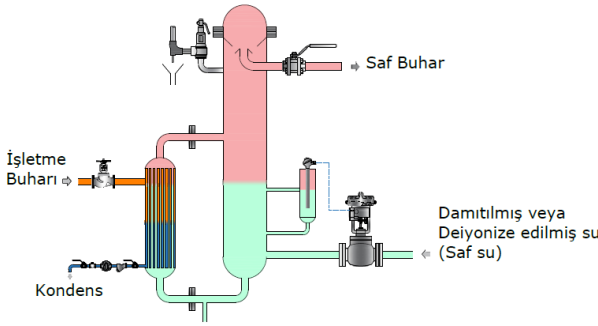 Saf Buhar
İşletme
Buharı
Damıtılmış veya
Deiyonize edilmiş su
(Saf su)
Kondens